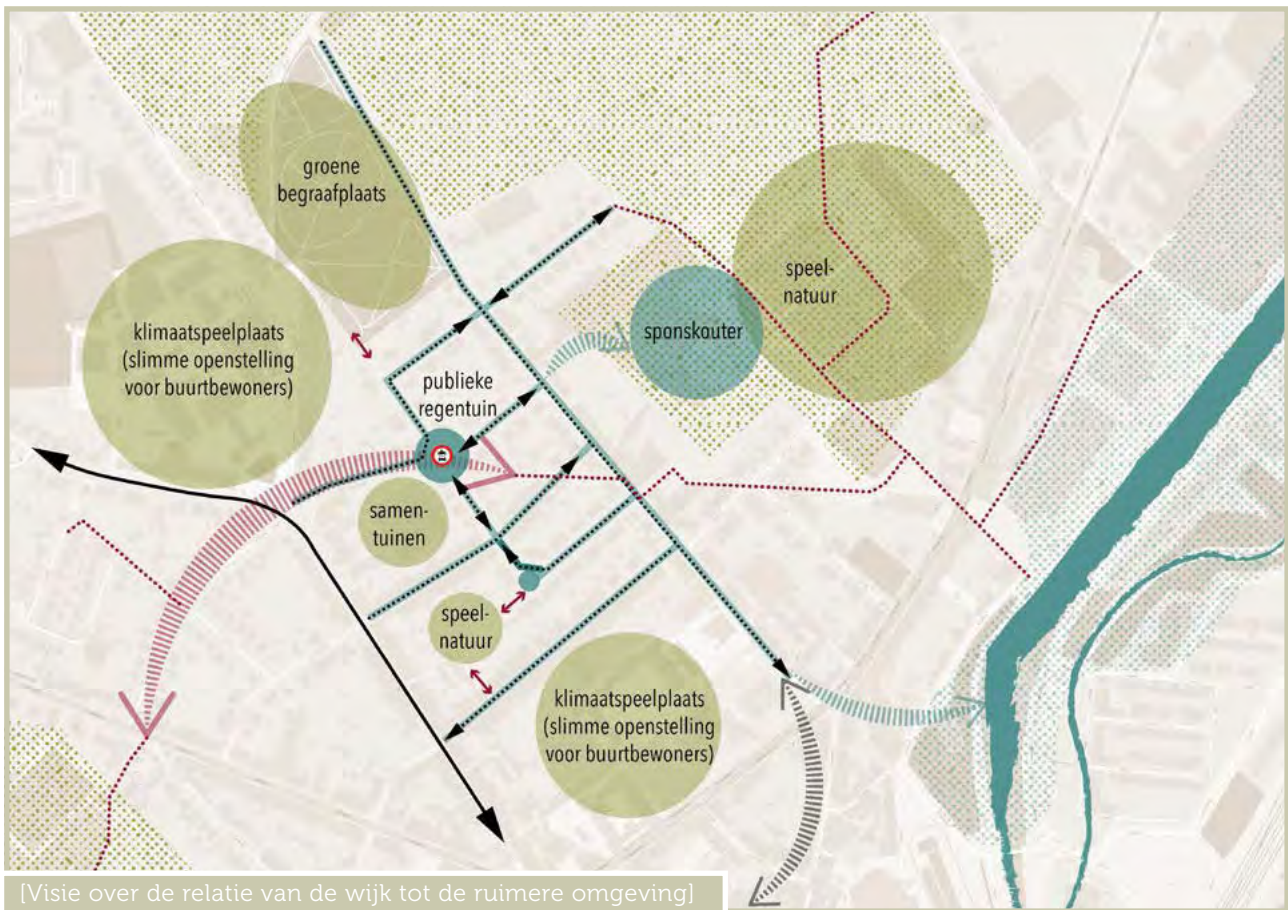 groene
begraafplaats
speel-
natuur
klimaatspeelplaats
(slimme openstelling
voor buurtbewoners)
sponskouter
publieke
regentuin
samen-
tuinen
speel-
natuur
klimaatspeelplaats
(slimme openstelling
voor buurtbewoners)
[Visie over de relatie van de wijk tot de ruimere omgeving]